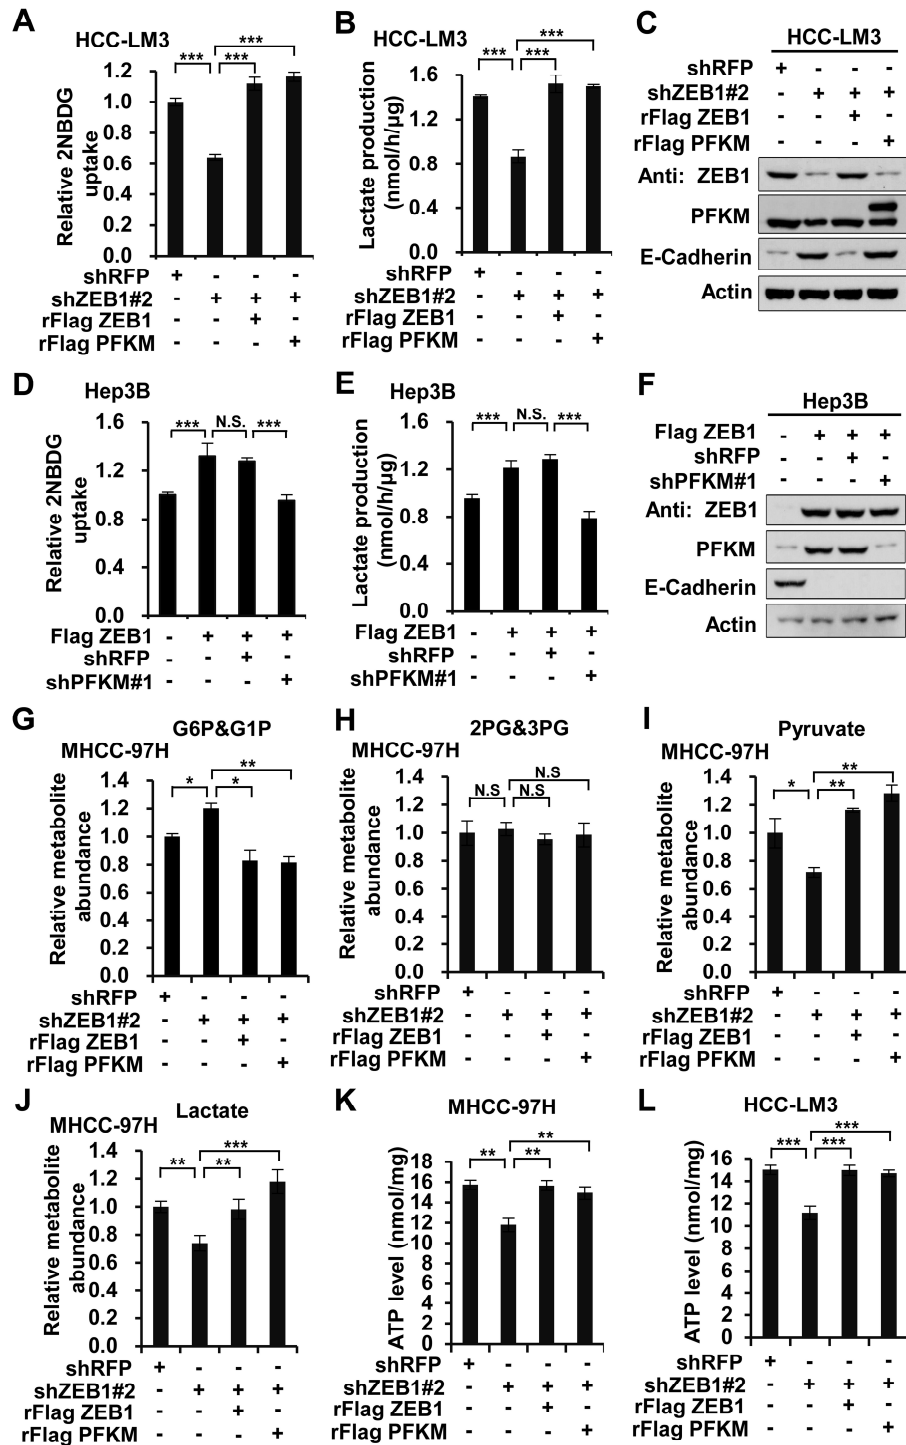 A
HCC-LM3
***
*** ***
Relative 2NBDG
uptake
1.2
1.0
0.8
0.6
0.4
0.2
0.0
shRFP + - - -
shZEB1#2 - + + +
rFlag ZEB1 - - + -
rFlag PFKM - - - +
B
HCC-LM3
***
*** ***
Lactate production
(nmol/h/µg)
1.6
1.2
0.8
0.4
0.0
shRFP + - - -
shZEB1#2 - + + +
rFlag ZEB1 - - + -
rFlag PFKM - - - +
C
HCC-LM3
shRFP + - - -
shZEB1#2 - + + +
rFlag ZEB1 - - + -
rFlag PFKM - - - +
Anti: ZEB1
PFKM
E-Cadherin
Actin
D
Hep3B
*** N.S. ***
Relative 2NBDG
uptake
1.6
1.2
0.8
0.4
0.0
Flag ZEB1 - + + +
shRFP - - + -
shPFKM#1 - - - +
E
Hep3B
*** N.S. ***
Lactate production
(nmol/h/µg)
1.6
1.2
0.8
0.4
0.0
Flag ZEB1 - + + +
shRFP - - + -
shPFKM#1 - - - +
F
Hep3B
Flag ZEB1 - + + +
shRFP - - + -
shPFKM#1 - - - +
Anti: ZEB1
PFKM
E-Cadherin
Actin
G
G6P&G1P
MHCC-97H
**
* *
Relative metabolite
abundance
1.4
1.2
1.0
0.8
0.6
0.4
0.2
0.0
shRFP + - - -
shZEB1#2 - + + +
rFlag ZEB1 - - + -
rFlag PFKM - - - +
H
2PG&3PG
MHCC-97H
N.S
N.S N.S
Relative metabolite
abundance
1.4
1.2
1.0
0.8
0.6
0.4
0.2
0.0
shRFP + - - -
shZEB1#2 - + + +
rFlag ZEB1 - - + -
rFlag PFKM - - - +
I
Pyruvate
MHCC-97H
**
* **
Relative metabolite
abundance
1.4
1.2
1.0
0.8
0.6
0.4
0.2
0.0
shRFP + - - -
shZEB1#2 - + + +
rFlag ZEB1 - - + -
rFlag PFKM - - - +
J
Lactate
MHCC-97H
***
** **
Relative metabolite
abundance
1.4
1.2
1.0
0.8
0.6
0.4
0.2
0.0
shRFP + - - -
shZEB1#2 - + + +
rFlag ZEB1 - - + -
rFlag PFKM - - - +
K
MHCC-97H
**
** **
ATP level (nmol/mg)
18
16
14
12
10
8
6
4
2
0
shRFP + - - -
shZEB1#2 - + + +
rFlag ZEB1 - - + -
rFlag PFKM - - - +
L
HCC-LM3
***
*** ***
ATP level (nmol/mg)
16
14
12
10
8
6
4
2
0
shRFP + - - -
shZEB1#2 - + + +
rFlag ZEB1 - - + -
rFlag PFKM - - - +